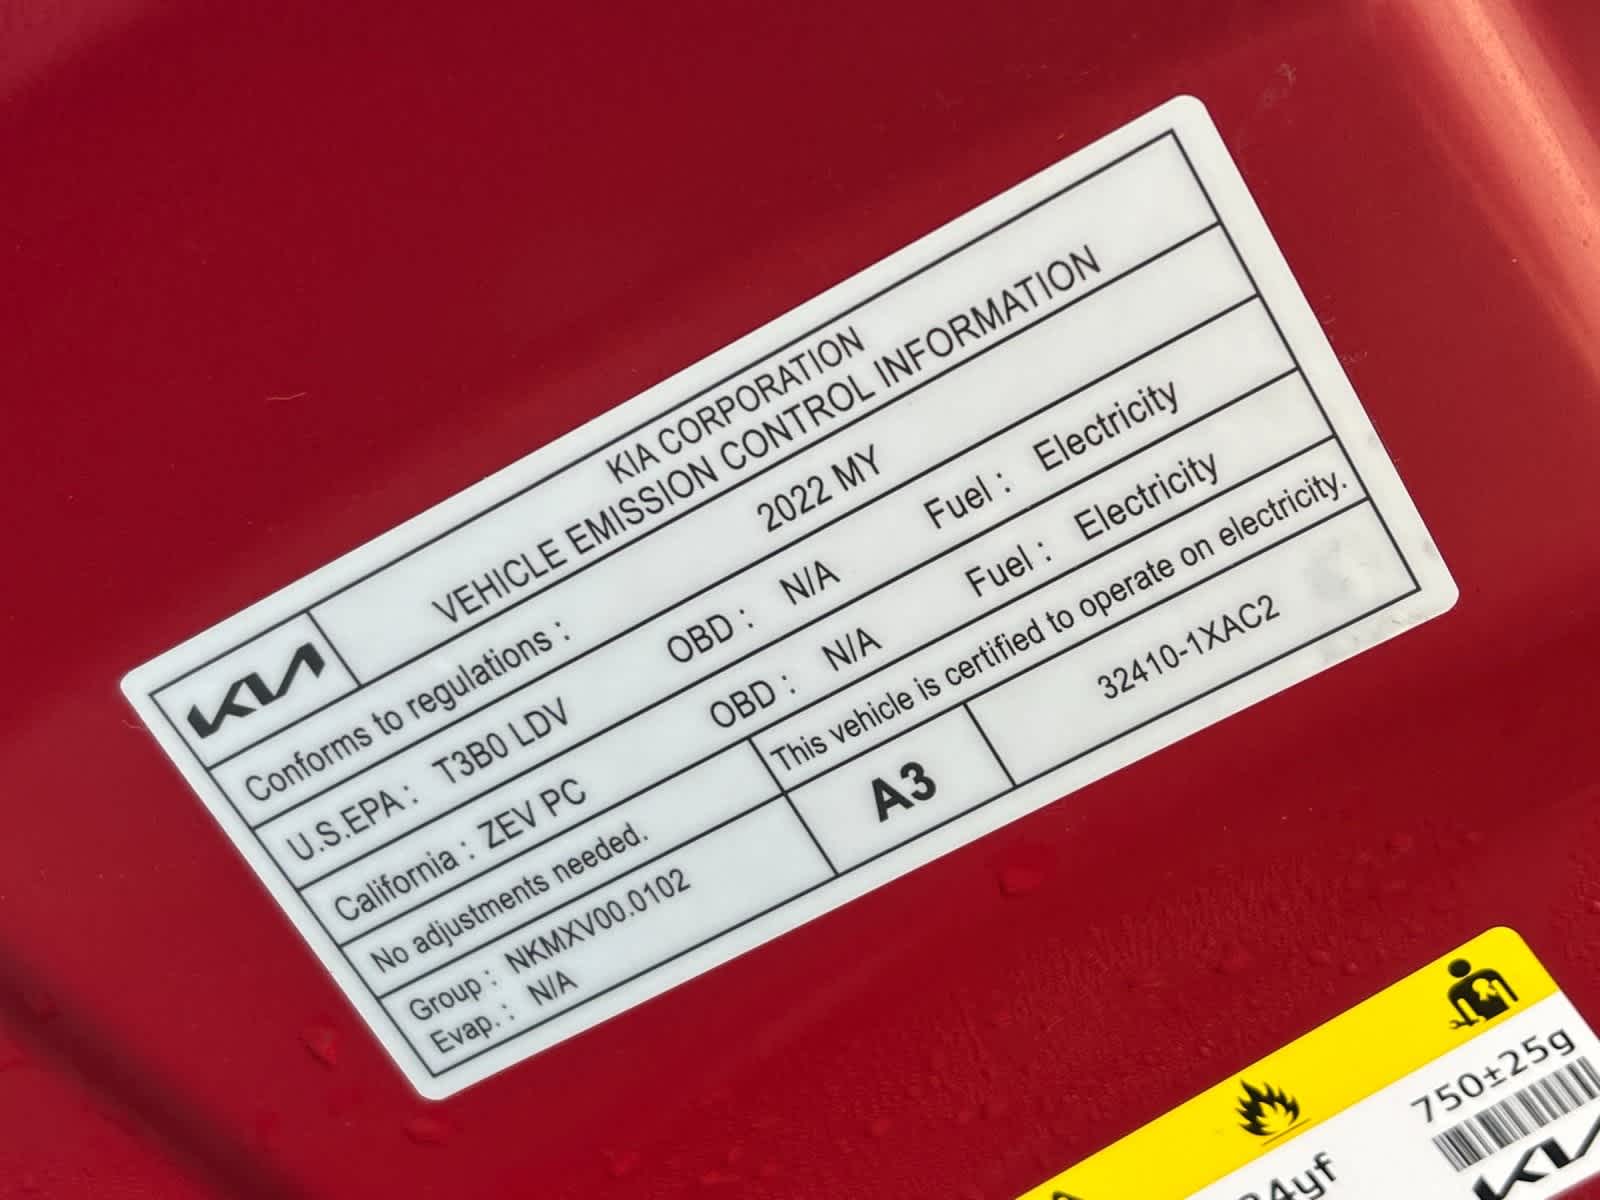 KIA CORPORATION
KIA VEHICLE EMISSION CONTROL INFORMATION
Conforms to regulations : 2022 MY
U.S.EPA : T3B0 LDV OBD : N/A Fuel : Electricity
California : ZEV PC OBD : N/A Fuel : Electricity
No adjustments needed. This vehicle is certified to operate on electricity.
Group : NKMXV00.0102 A3 32410-1XAC2
Evap. : N/A
750±25g
KIA